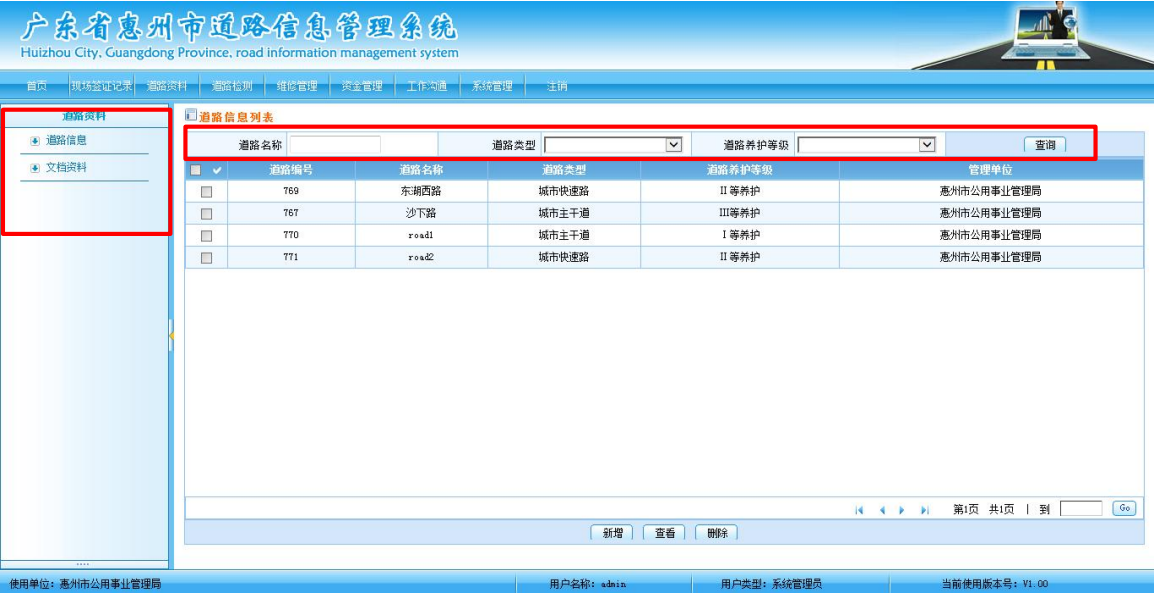 广东省惠州市道路信息管理系统
Huizhou City, Guangdong Province, road information management system
首页 现场签证记录 道路资料 道路检测 维修管理 资金管理 工作沟通 系统管理 注销
道路资料
道路信息
文档资料
道路信息列表
道路名称 道路类型 道路养护等级 查询
道路编号 道路名称 道路类型 道路养护等级 管理单位
769 东湖西路 城市快速路 II等养护 惠州市公用事业管理局
767 沙下路 城市主干道 III等养护 惠州市公用事业管理局
770 road1 城市主干道 I等养护 惠州市公用事业管理局
771 road2 城市快速路 II等养护 惠州市公用事业管理局
第1页 共1页 | 到 Go
新增 查看 删除
使用单位: 惠州市公用事业管理局 用户名称: admin 用户类型: 系统管理员 当前使用版本号: V1.00